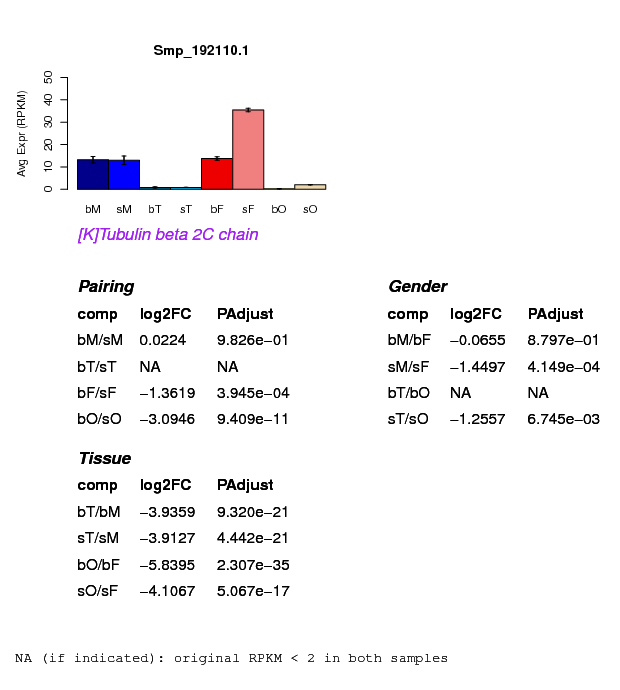 Smp_192110.1
Avg Expr (RPKM)
50
40
30
20
10
0
bM sM bT sT bF sF bO sO
[K]Tubulin beta 2C chain
Pairing
comp log2FC PAdjust
bM/sM 0.0224 9.826e−01
bT/sT NA NA
bF/sF −1.3619 3.945e−04
bO/sO −3.0946 9.409e−11
Gender
comp log2FC PAdjust
bM/bF −0.0655 8.797e−01
sM/sF −1.4497 4.149e−04
bT/bO NA NA
sT/sO −1.2557 6.745e−03
Tissue
comp log2FC PAdjust
bT/bM −3.9359 9.320e−21
sT/sM −3.9127 4.442e−21
bO/bF −5.8395 2.307e−35
sO/sF −4.1067 5.067e−17
NA (if indicated): original RPKM < 2 in both samples